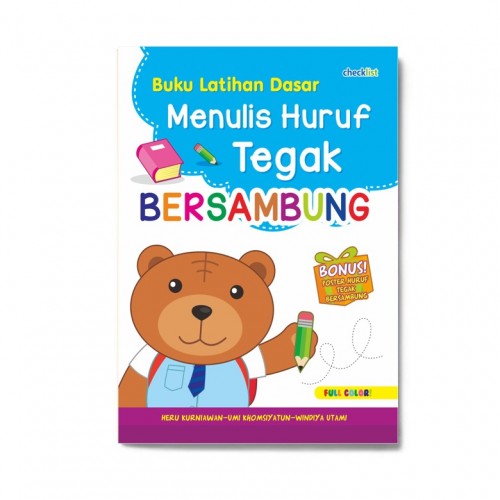 checklist
Buku Latihan Dasar
Menulis Huruf
Tegak
BERSAMBUNG
BONUS!
POSTER HURUF
TEGAK
BERSAMBUNG
FULL COLOR!
HERU KURNIAWAN-UMI KHOMSIYATUN-WINDIYA UTAMI